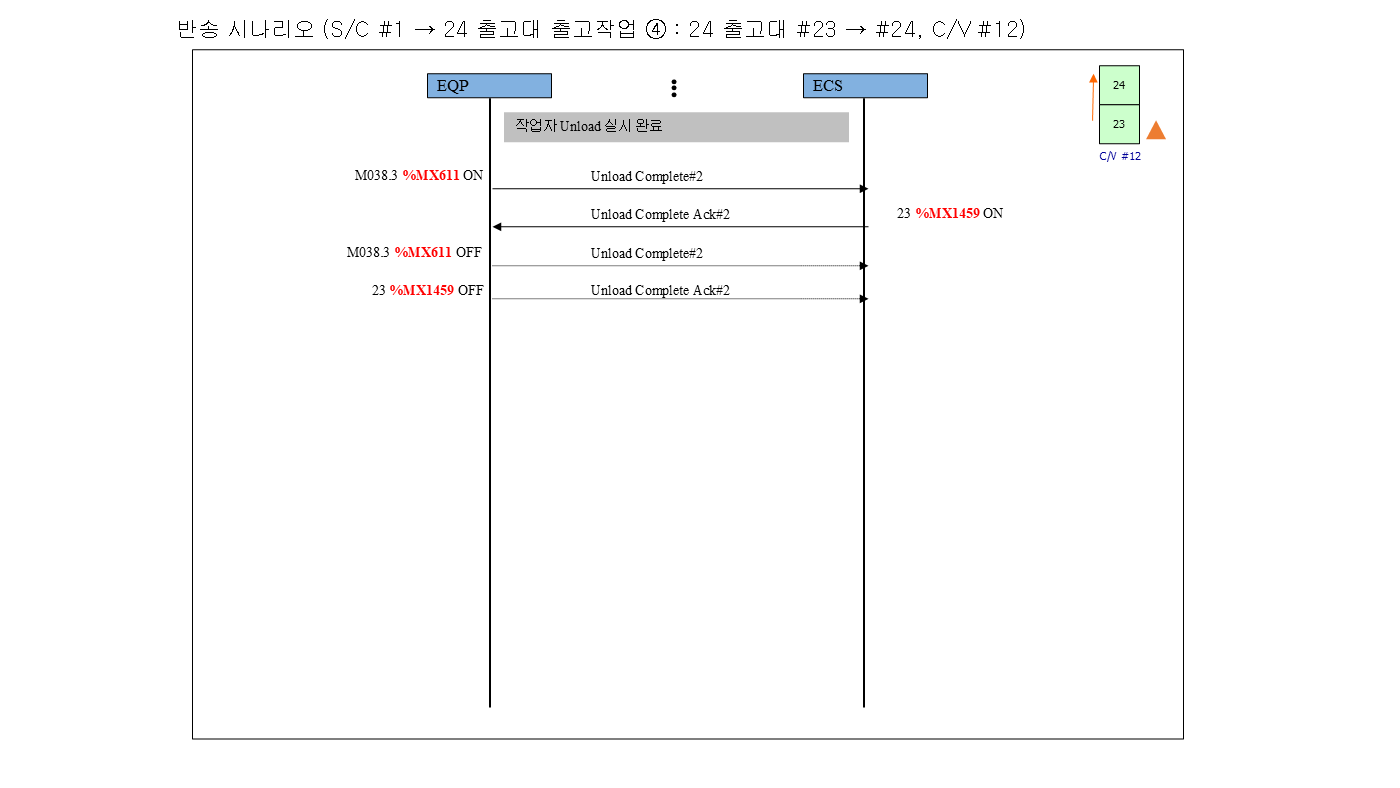 반송 시나리오 (S/C #1 → 24 출고대 출고작업 ④ : 24 출고대 #23 → #24, C/V #12)
EQP
ECS
24
23
C/V #12
작업자 Unload 실시 완료
M038.3 %MX611 ON
Unload Complete#2
Unload Complete Ack#2
23 %MX1459 ON
M038.3 %MX611 OFF
Unload Complete#2
23 %MX1459 OFF
Unload Complete Ack#2